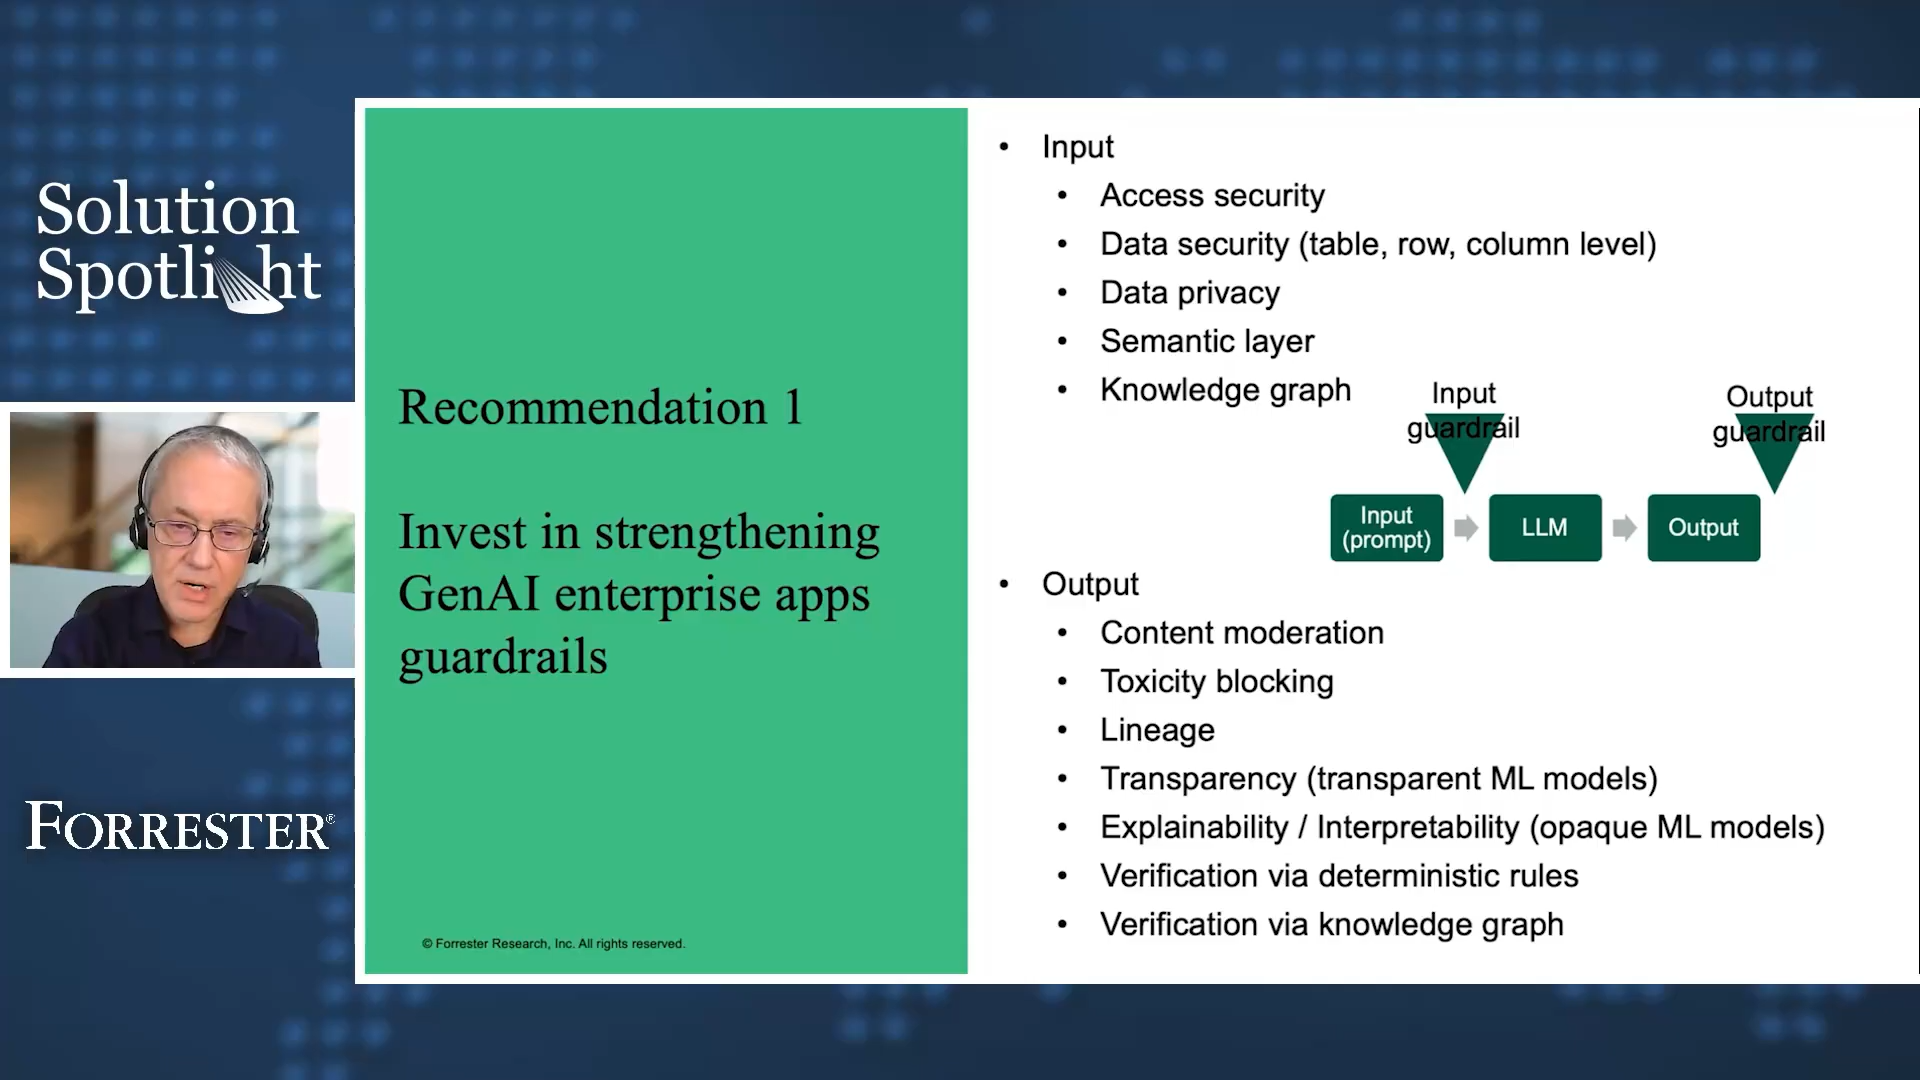 Solution
Spotlight
FORRESTER®
Recommendation 1
Invest in strengthening
GenAI enterprise apps
guardrails
© Forrester Research, Inc. All rights reserved.
• Input
• Access security
• Data security (table, row, column level)
• Data privacy
• Semantic layer
• Knowledge graph
Input
guardrail
Output
guardrail
Input
(prompt)
LLM
Output
• Output
• Content moderation
• Toxicity blocking
• Lineage
• Transparency (transparent ML models)
• Explainability / Interpretability (opaque ML models)
• Verification via deterministic rules
• Verification via knowledge graph